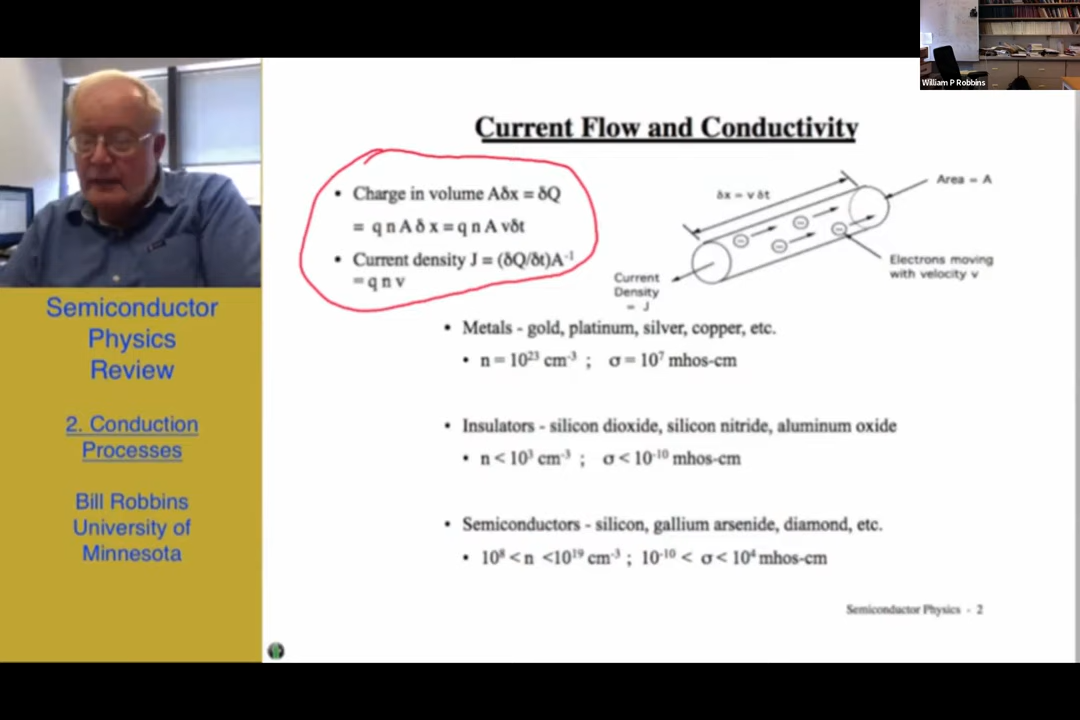 William P Robbins
Current Flow and Conductivity
• Charge in volume Aδx = δQ
= q n A δ x = q n A vδt
• Current density J = (δQ/δt)A⁻¹
= q n v
δx = v δt
Area = A
Electrons moving
with velocity v
Current
Density
= J
• Metals - gold, platinum, silver, copper, etc.
• n = 10²³ cm⁻³ ; σ = 10⁷ mhos-cm
• Insulators - silicon dioxide, silicon nitride, aluminum oxide
• n < 10³ cm⁻³ ; σ < 10⁻¹⁰ mhos-cm
• Semiconductors - silicon, gallium arsenide, diamond, etc.
• 10⁸ < n <10¹⁹ cm⁻³ ; 10⁻¹⁰ < σ < 10⁴ mhos-cm
Semiconductor Physics - 2
Semiconductor
Physics
Review
2. Conduction
Processes
Bill Robbins
University of
Minnesota